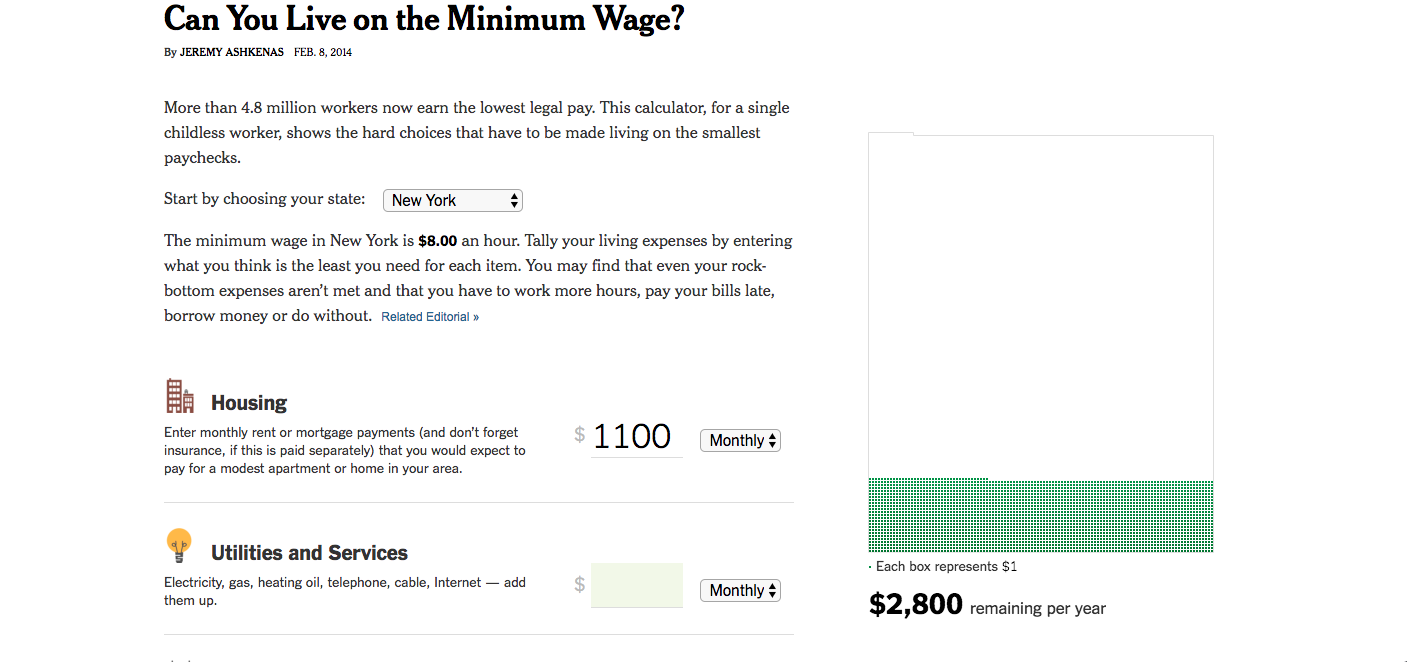 Can You Live on the Minimum Wage?
By JEREMY ASHKENAS FEB. 8, 2014
More than 4.8 million workers now earn the lowest legal pay. This calculator, for a single
childless worker, shows the hard choices that have to be made living on the smallest
paychecks.
Start by choosing your state: New York
The minimum wage in New York is $8.00 an hour. Tally your living expenses by entering
what you think is the least you need for each item. You may find that even your rock-
bottom expenses aren’t met and that you have to work more hours, pay your bills late,
borrow money or do without. Related Editorial »
Housing
Enter monthly rent or mortgage payments (and don’t forget
insurance, if this is paid separately) that you would expect to
pay for a modest apartment or home in your area.
$ 1100 Monthly
Utilities and Services
Electricity, gas, heating oil, telephone, cable, Internet — add
them up.
$ Monthly
· Each box represents $1
$2,800 remaining per year